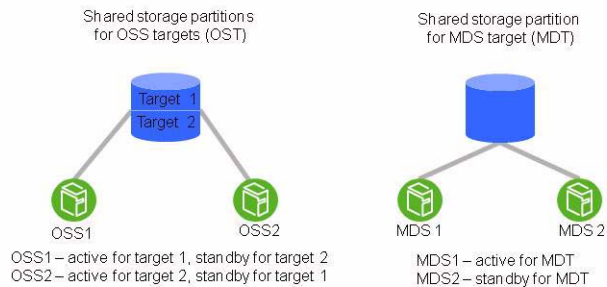 Shared storage partitions
for OSS targets (OST)
Target 1
Target 2
OSS1
OSS2
OSS1 – active for target 1, standby for target 2
OSS2 – active for target 2, standby for target 1
Shared storage partition
for MDS target (MDT)
MDS 1
MDS 2
MDS1 – active for MDT
MDS2 – standby for MDT